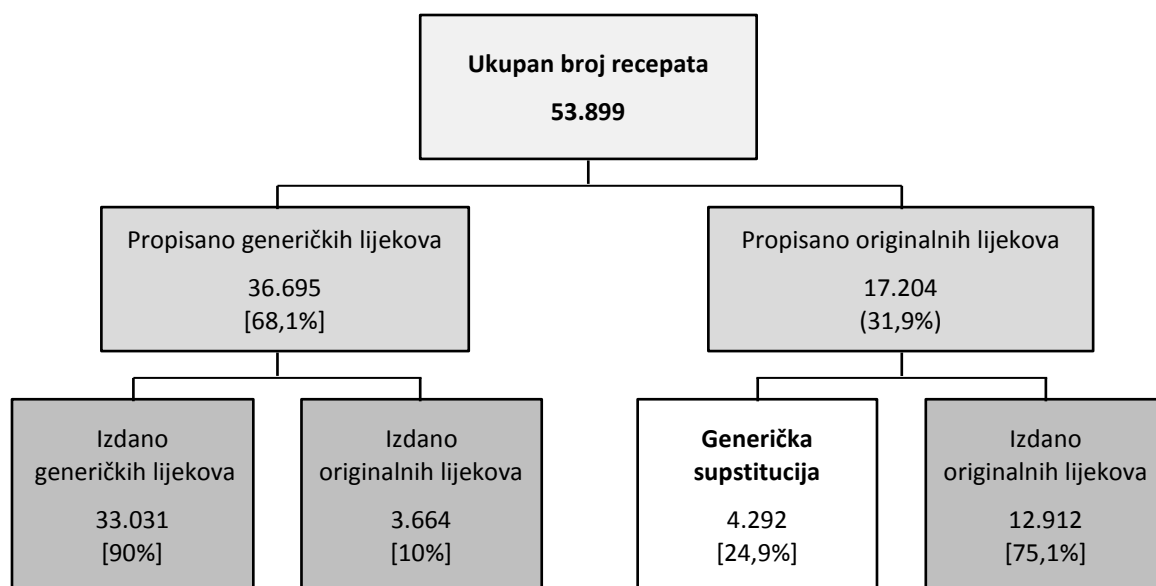 Ukupan broj recepata
53.899
Propisano generičkih lijekova
36.695
[68,1%]
Propisano originalnih lijekova
17.204
(31,9%)
Izdano
generičkih lijekova
33.031
[90%]
Izdano
originalnih lijekova
3.664
[10%]
Generička
supstitucija
4.292
[24,9%]
Izdano
originalnih lijekova
12.912
[75,1%]